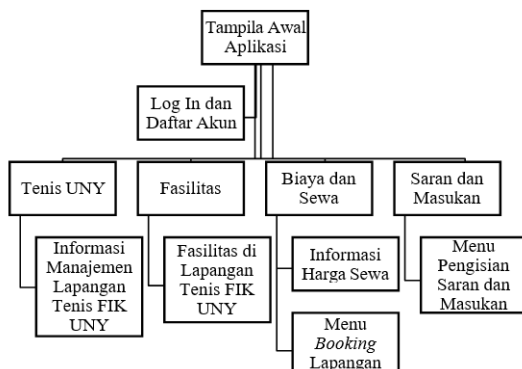 Tampila Awal
Aplikasi
Log In dan
Daftar Akun
Tenis UNY
Fasilitas
Biaya dan
Sewa
Saran dan
Masukan
Informasi
Manajemen
Lapangan
Tenis FIK
UNY
Fasilitas di
Lapangan
Tenis FIK
UNY
Informasi
Harga Sewa
Menu
Booking
Lapangan
Menu
Pengisian
Saran dan
Masukan